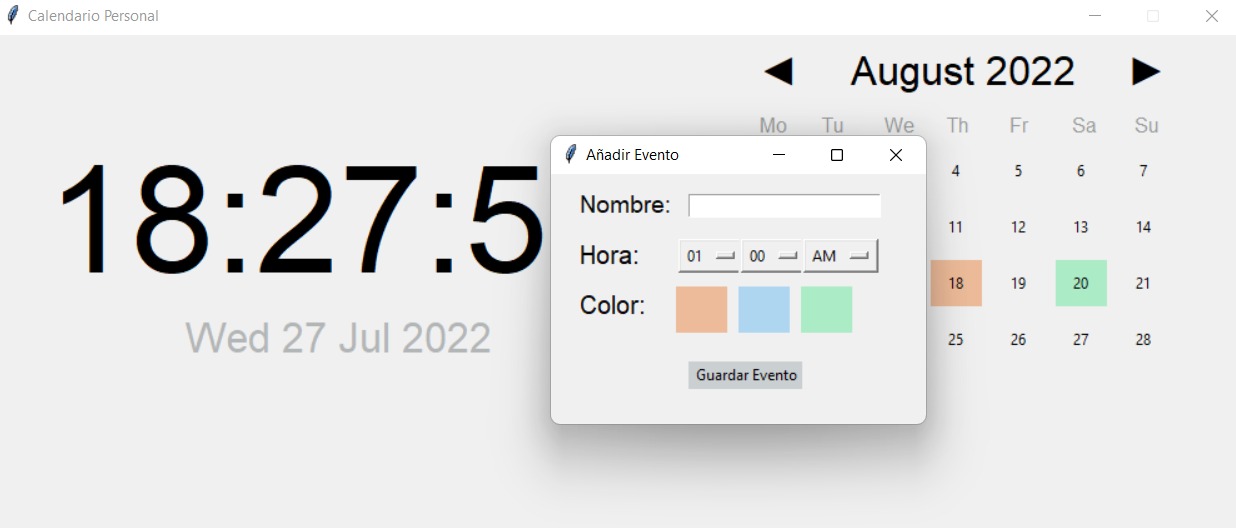 Calendario Personal
◀ August 2022 ▶
Mo Tu We Th Fr Sa Su
18:27:5
Wed 27 Jul 2022
4 5 6 7
11 12 13 14
18 19 20 21
25 26 27 28
Añadir Evento
Nombre:
Hora: 01 00 AM
Color:
Guardar Evento